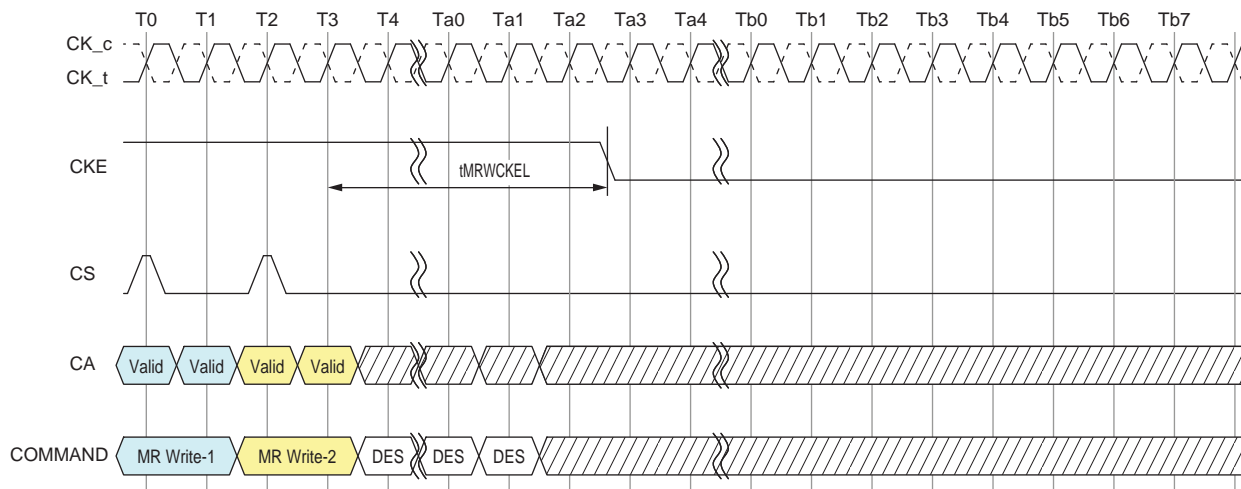 T0 T1 T2 T3 T4 Ta0 Ta1 Ta2 Ta3 Ta4 Tb0 Tb1 Tb2 Tb3 Tb4 Tb5 Tb6 Tb7
CK_c
CK_t
CKE
tMRWCKEL
CS
CA Valid Valid Valid Valid
COMMAND MR Write-1 MR Write-2 DES DES DES